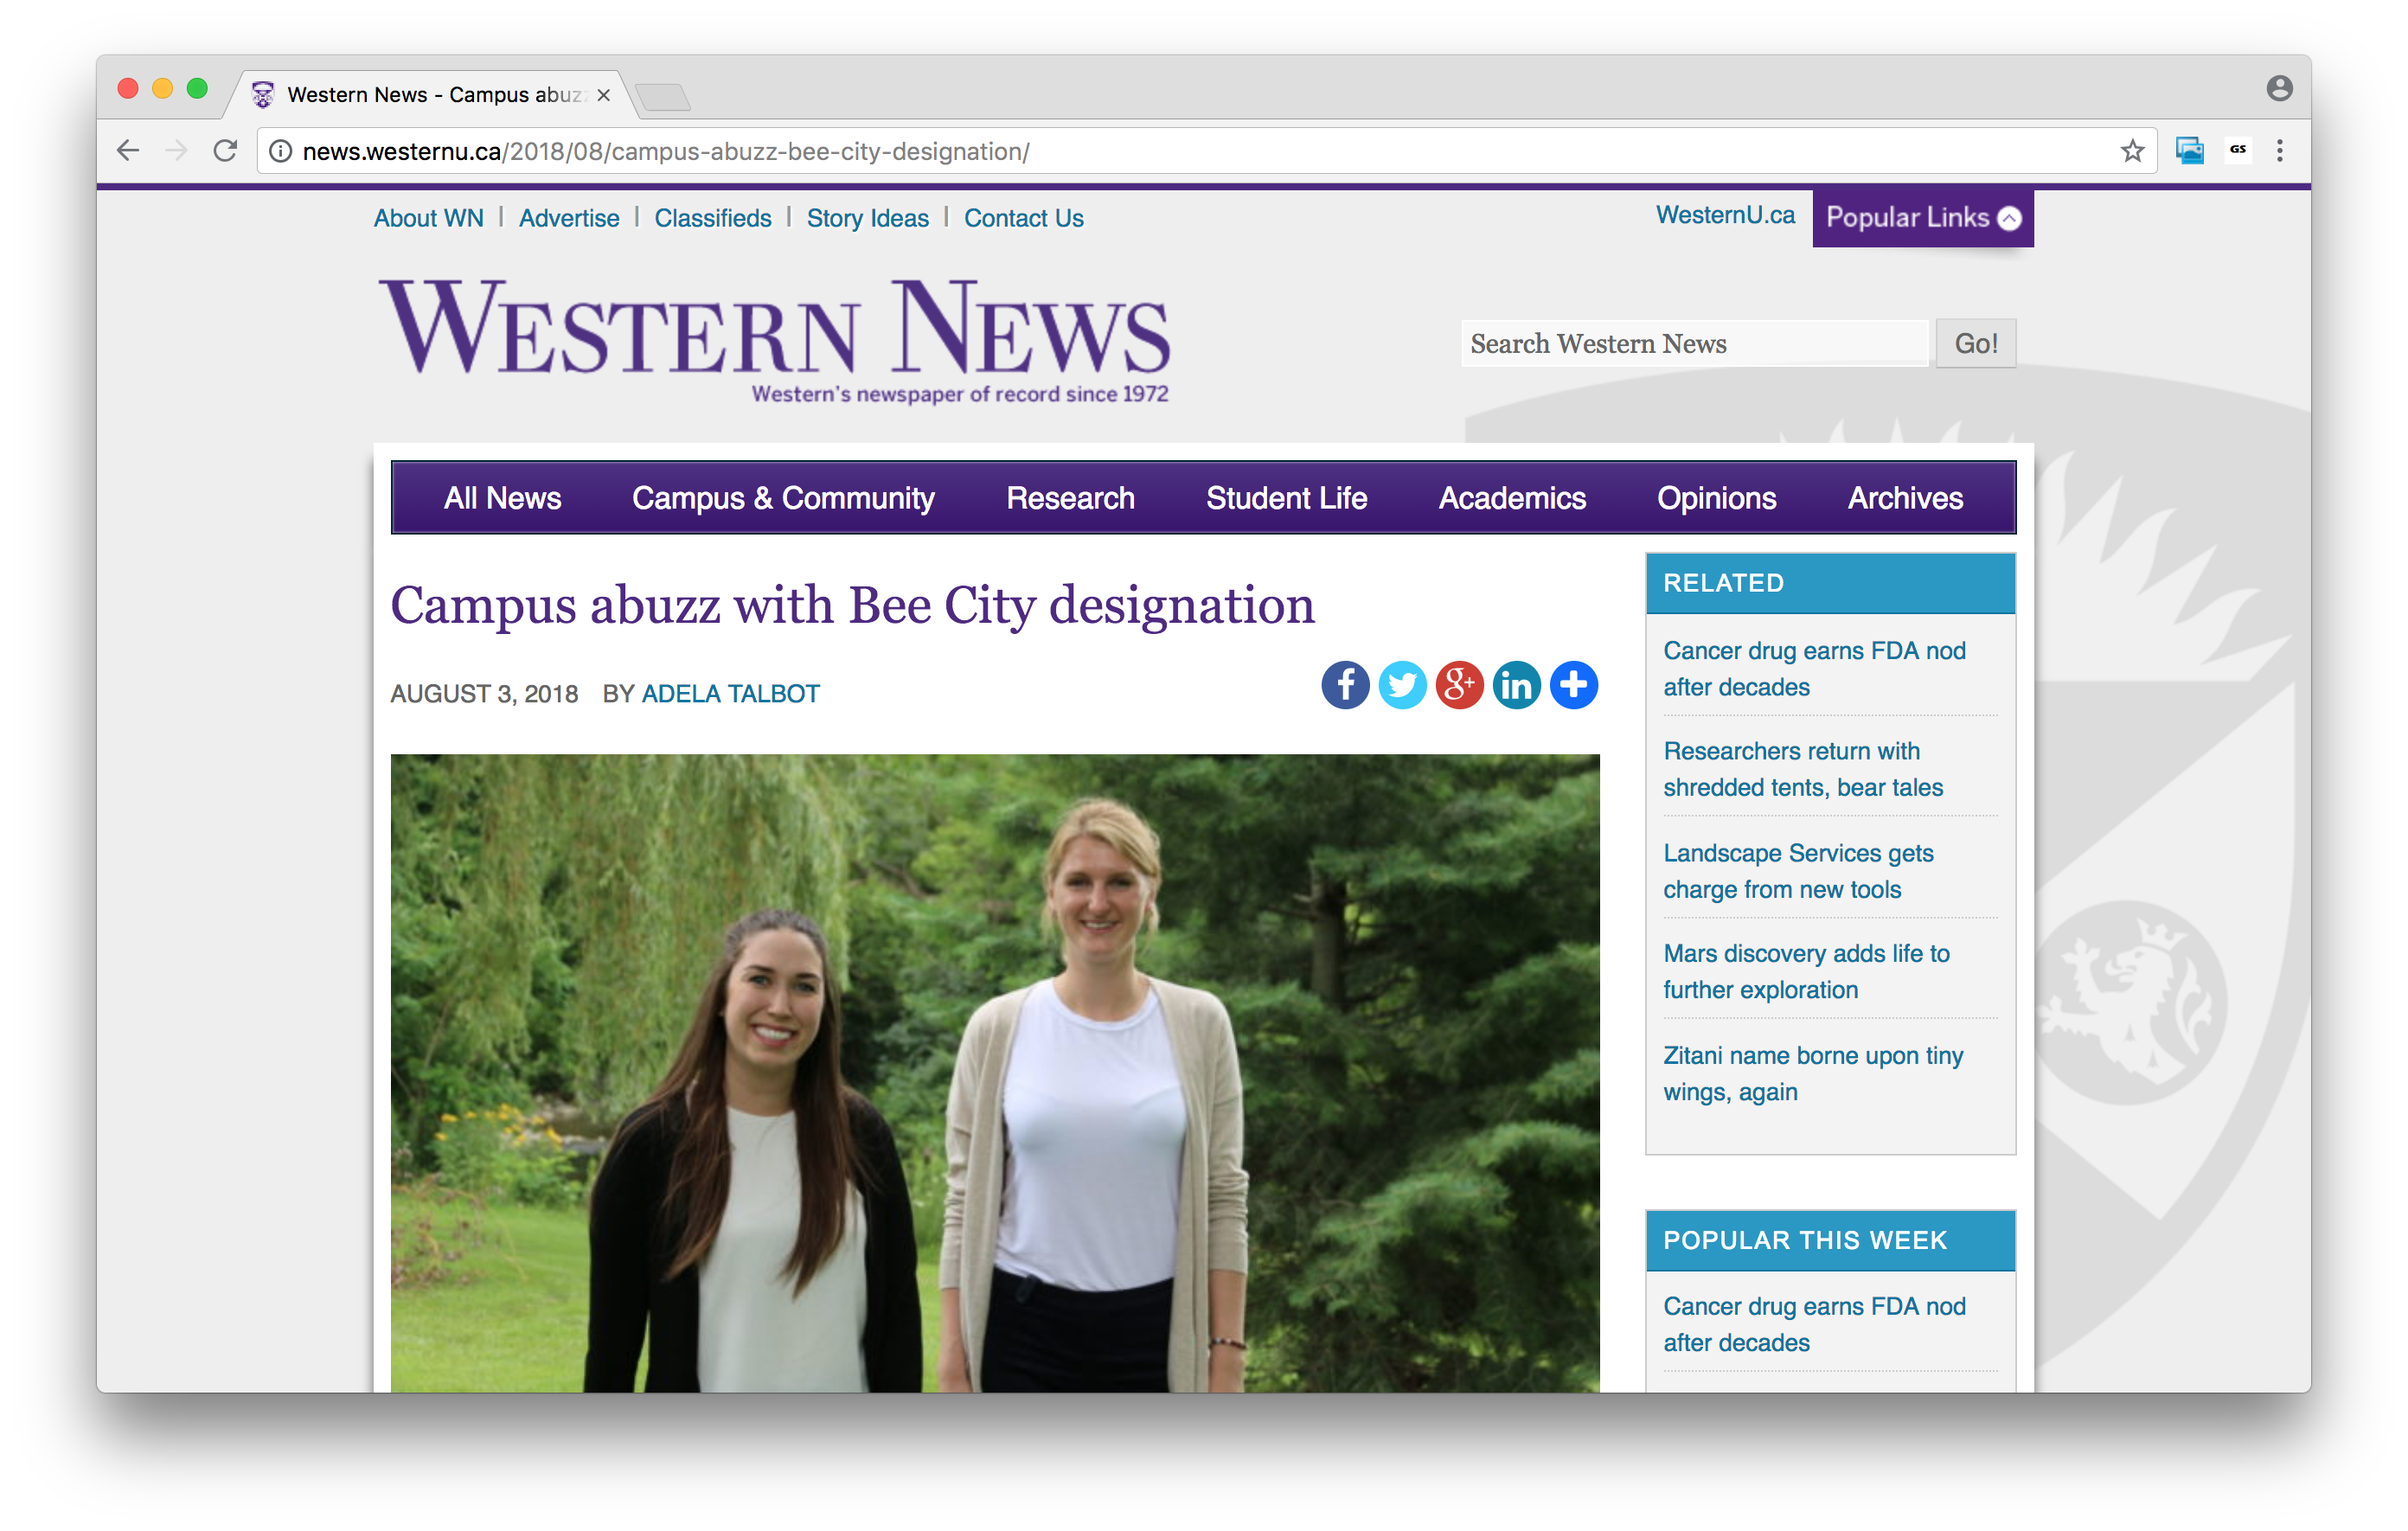 Western News - Campus abuz
news.westernu.ca/2018/08/campus-abuzz-bee-city-designation/
GS
About WN | Advertise | Classifieds | Story Ideas | Contact Us
WesternU.ca
Popular Links
WESTERN NEWS
Western's newspaper of record since 1972
Search Western News
Go!
All News Campus & Community Research Student Life Academics Opinions Archives
Campus abuzz with Bee City designation
AUGUST 3, 2018 BY ADELA TALBOT
RELATED
Cancer drug earns FDA nod
after decades
Researchers return with
shredded tents, bear tales
Landscape Services gets
charge from new tools
Mars discovery adds life to
further exploration
Zitani name borne upon tiny
wings, again
POPULAR THIS WEEK
Cancer drug earns FDA nod
after decades